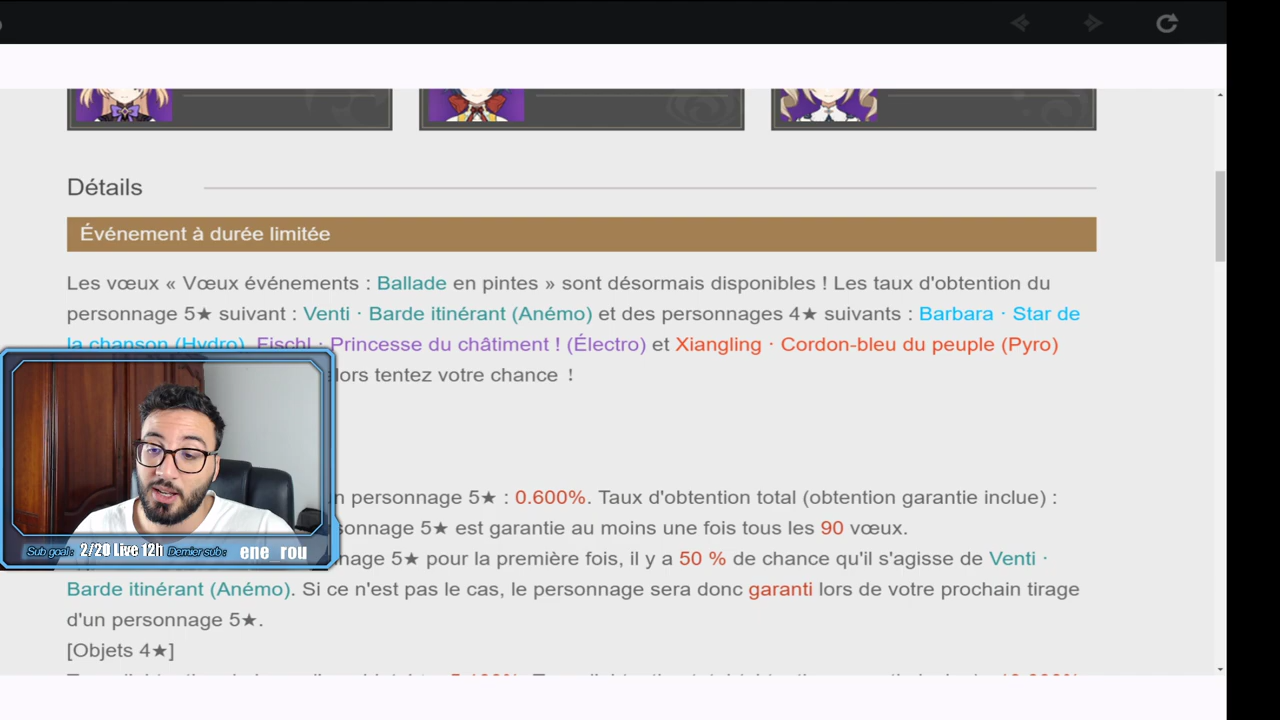 Détails
Événement à durée limitée
Les vœux « Vœux événements : Ballade en pintes » sont désormais disponibles ! Les taux d'obtention du
personnage 5★ suivant : Venti · Barde itinérant (Anémo) et des personnages 4★ suivants : Barbara · Star de
la chanson (Hydro), Fischl · Princesse du châtiment ! (Électro) et Xiangling · Cordon-bleu du peuple (Pyro)
alors tentez votre chance !
personnage 5★ : 0.600%. Taux d'obtention total (obtention garantie inclue) :
5★ est garantie au moins une fois tous les 90 vœux.
5★ pour la première fois, il y a 50 % de chance qu'il s'agisse de Venti ·
Barde itinérant (Anémo). Si ce n'est pas le cas, le personnage sera donc garanti lors de votre prochain tirage
d'un personnage 5★.
[Objets 4★]
Sub goal : 2/20 Live 12h Dernier sub : ene_rou